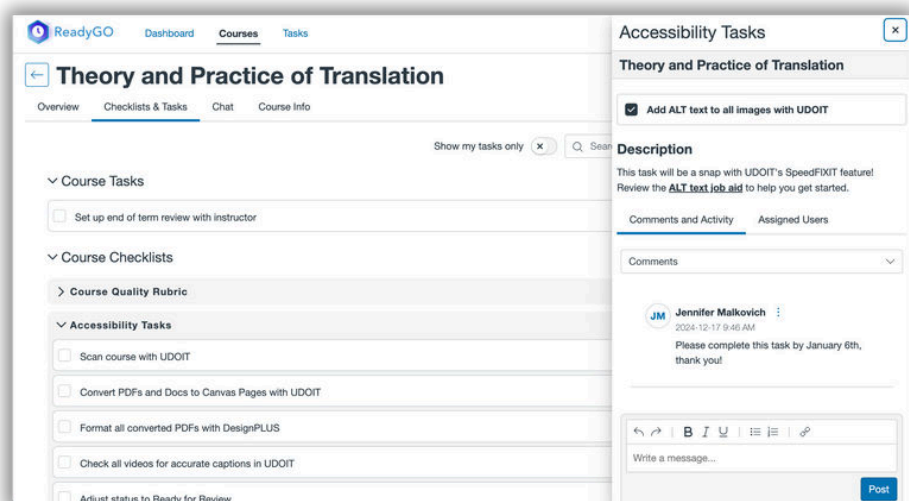 ReadyGO
Dashboard
Courses
Tasks
Theory and Practice of Translation
Overview
Checklists & Tasks
Chat
Course Info
Show my tasks only
Sear
Course Tasks
Set up end of term review with instructor
Course Checklists
Course Quality Rubric
Accessibility Tasks
Scan course with UDOIT
Convert PDFs and Docs to Canvas Pages with UDOIT
Format all converted PDFs with DesignPLUS
Check all videos for accurate captions in UDOIT
Adjust status to Ready for Review
Accessibility Tasks
Theory and Practice of Translation
Add ALT text to all images with UDOIT
Description
This task will be a snap with UDOIT's SpeedFIXIT feature!
Review the ALT text job aid to help you get started.
Comments and Activity
Assigned Users
Comments
JM
Jennifer Malkovich
2024-12-17 9:46 AM
Please complete this task by January 6th,
thank you!
B I U
Write a message...
Post